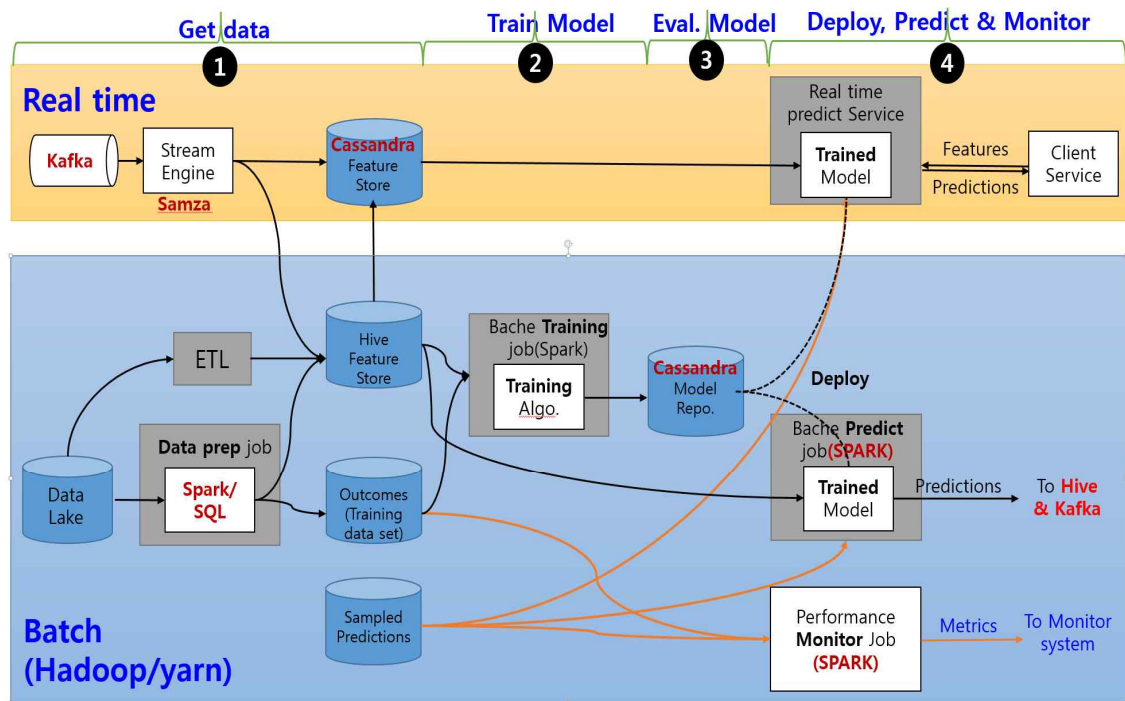 Get data
Train Model
Eval. Model
Deploy, Predict & Monitor
1
2
3
4
Real time
Kafka
Stream
Engine
Samza
Cassandra
Feature
Store
Real time
predict Service
Trained
Model
Features
Predictions
Client
Service
ETL
Hive
Feature
Store
Bache Training
job(Spark)
Training
Algo.
Cassandra
Model
Repo.
Deploy
Data prep job
Spark/
SQL
Data
Lake
Outcomes
(Training
data set)
Bache Predict
job(SPARK)
Trained
Model
Predictions
To Hive
& Kafka
Sampled
Predictions
Performance
Monitor Job
(SPARK)
Metrics
To Monitor
system
Batch
(Hadoop/yarn)